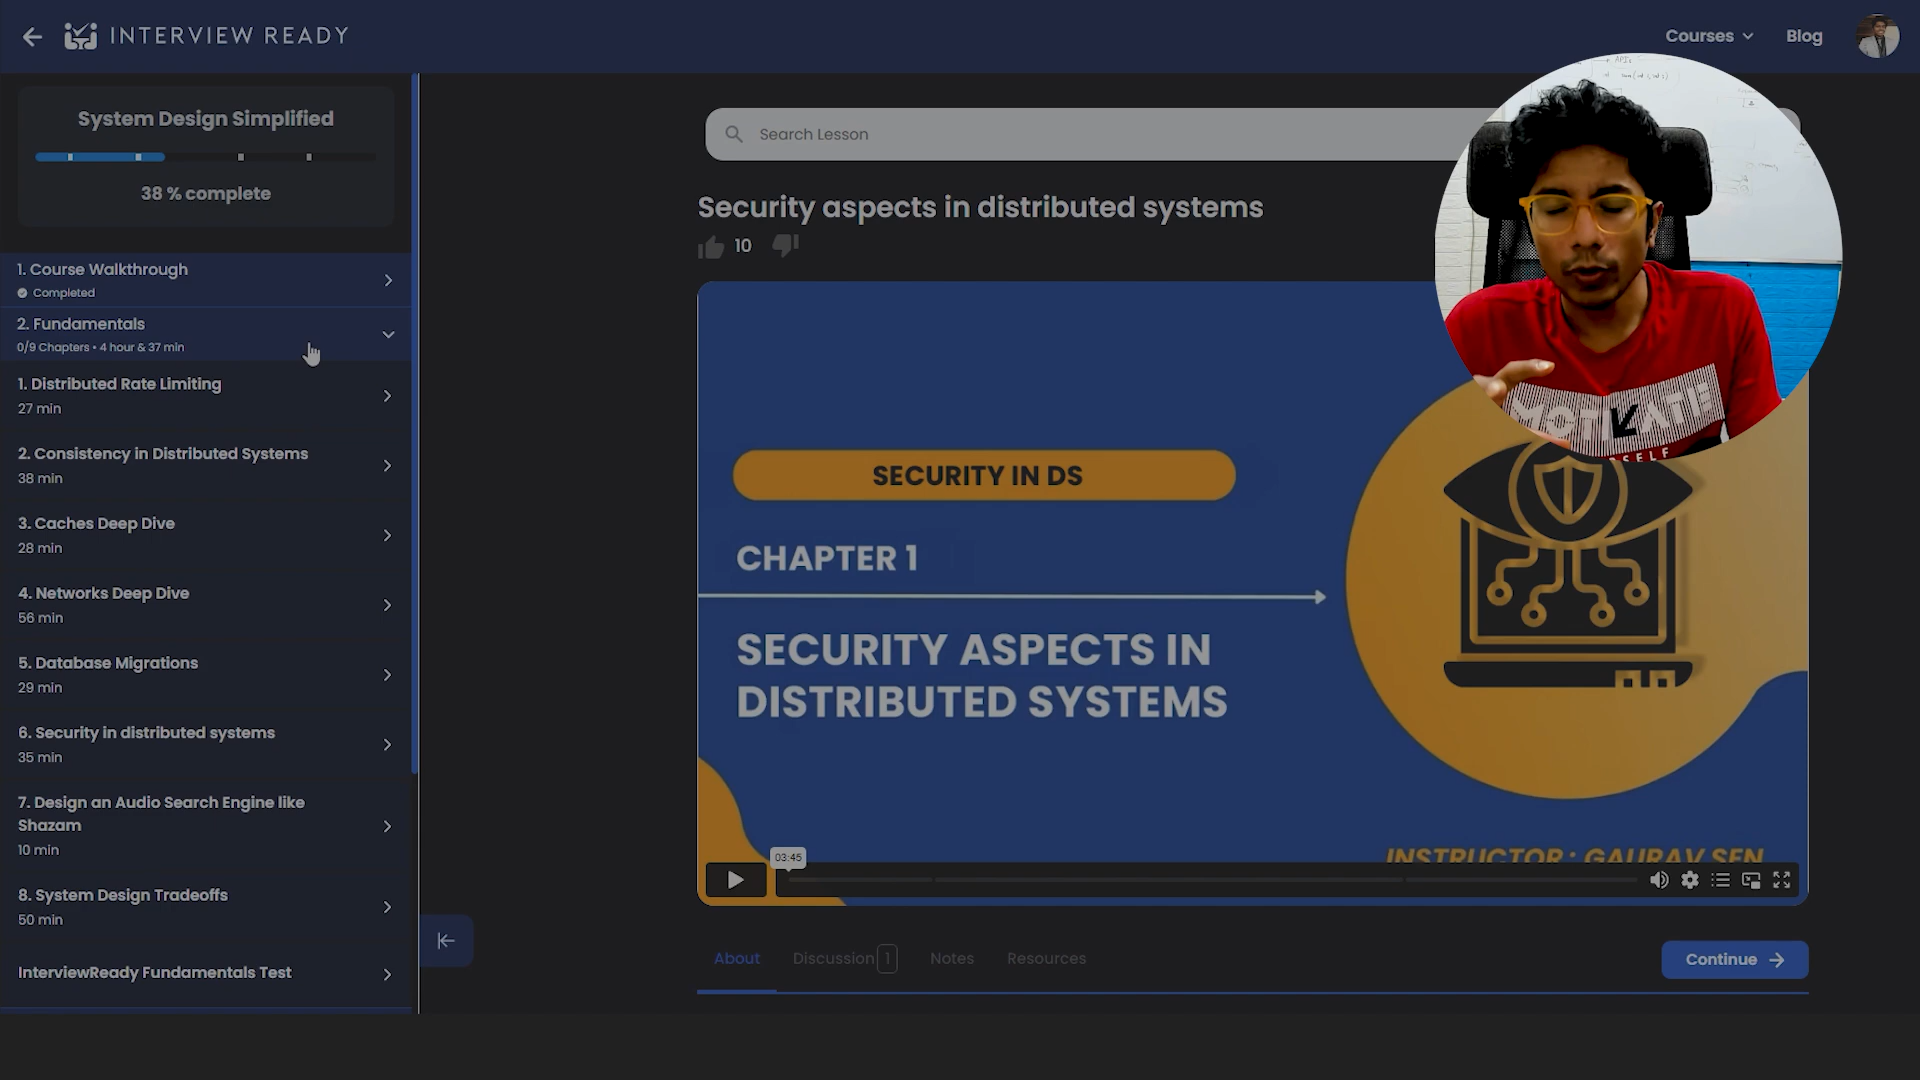 INTERVIEW READY
Courses
Blog
System Design Simplified
38 % complete
1. Course Walkthrough
Completed
2. Fundamentals
0/9 Chapters • 4 hour & 37 min
1. Distributed Rate Limiting
27 min
2. Consistency in Distributed Systems
38 min
3. Caches Deep Dive
28 min
4. Networks Deep Dive
56 min
5. Database Migrations
29 min
6. Security in distributed systems
35 min
7. Design an Audio Search Engine like
Shazam
10 min
8. System Design Tradeoffs
50 min
InterviewReady Fundamentals Test
Search Lesson
Security aspects in distributed systems
10
SECURITY IN DS
CHAPTER 1
SECURITY ASPECTS IN
DISTRIBUTED SYSTEMS
INSTRUCTOR : GAURAV SEN
03:45
About
Discussion 1
Notes
Resources
Continue
MOTIVATE